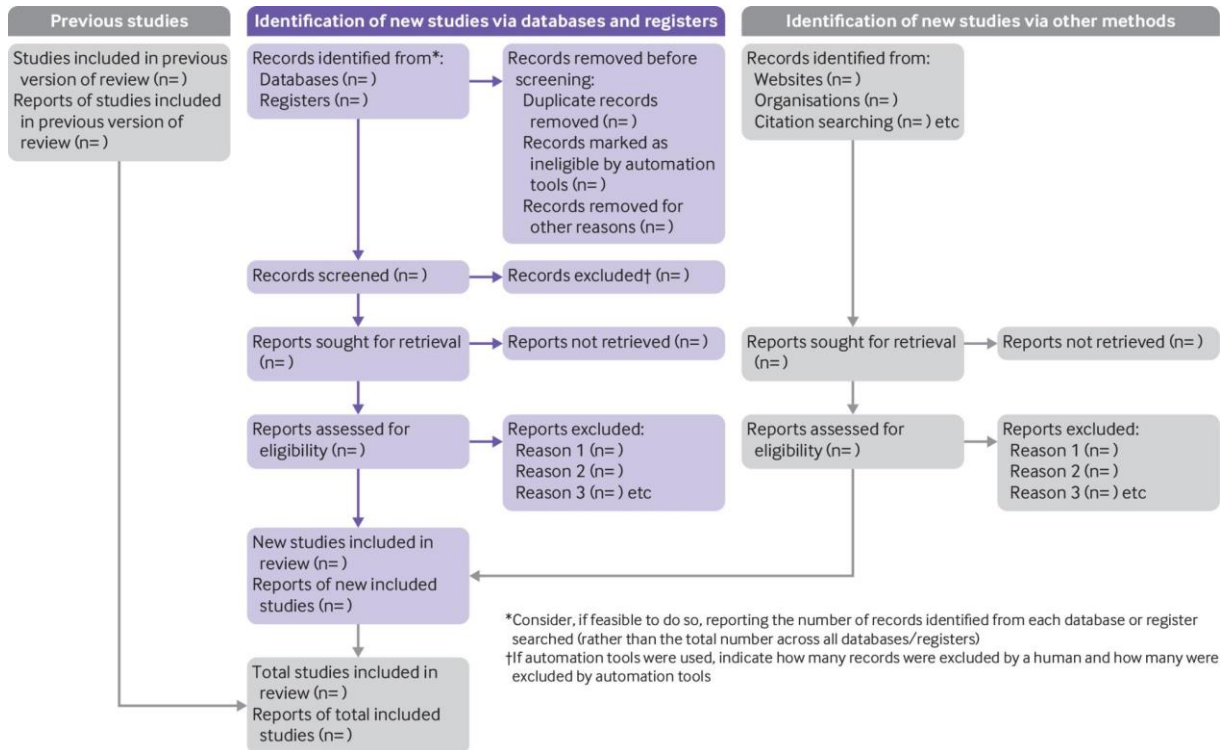 Previous studies
Studies included in previous
version of review (n= )
Reports of studies included
in previous version of
review (n= )
Identification of new studies via databases and registers
Records identified from*:
Databases (n= )
Registers (n= )
Records removed before
screening:
Duplicate records
removed (n= )
Records marked as
ineligible by automation
tools (n= )
Records removed for
other reasons (n= )
Records screened (n= )
Records excluded† (n= )
Reports sought for retrieval
(n= )
Reports not retrieved (n= )
Reports assessed for
eligibility (n= )
Reports excluded:
Reason 1 (n= )
Reason 2 (n= )
Reason 3 (n= ) etc
New studies included in
review (n= )
Reports of new included
studies (n= )
Total studies included in
review (n= )
Reports of total included
studies (n= )
Identification of new studies via other methods
Records identified from:
Websites (n= )
Organisations (n= )
Citation searching (n= ) etc
Reports sought for retrieval
(n= )
Reports not retrieved (n= )
Reports assessed for
eligibility (n= )
Reports excluded:
Reason 1 (n= )
Reason 2 (n= )
Reason 3 (n= ) etc
*Consider, if feasible to do so, reporting the number of records identified from each database or register
searched (rather than the total number across all databases/registers)
†If automation tools were used, indicate how many records were excluded by a human and how many were
excluded by automation tools